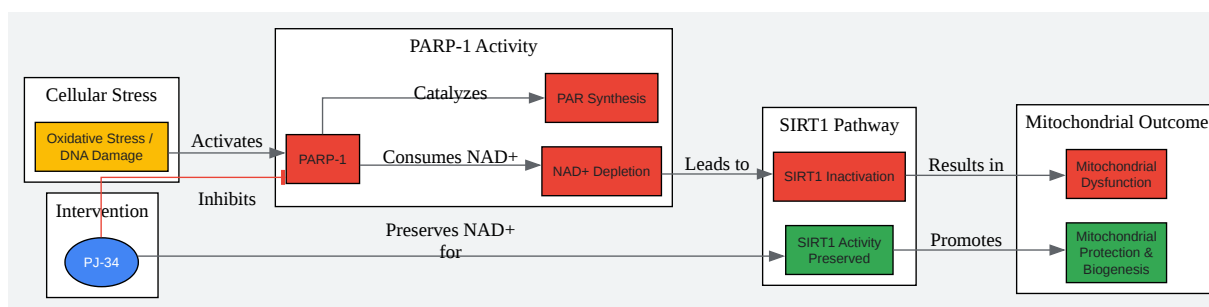 PARP-1 Activity
Cellular Stress
Catalyzes
PAR Synthesis
Oxidative Stress /
DNA Damage
Activates
PARP-1
Consumes NAD+
NAD+ Depletion
Leads to
SIRT1 Pathway
SIRT1 Inactivation
Results in
Mitochondrial Outcome
Mitochondrial
Dysfunction
Inhibits
Intervention
PJ-34
Preserves NAD+
for
SIRT1 Activity
Preserved
Promotes
Mitochondrial
Protection &
Biogenesis